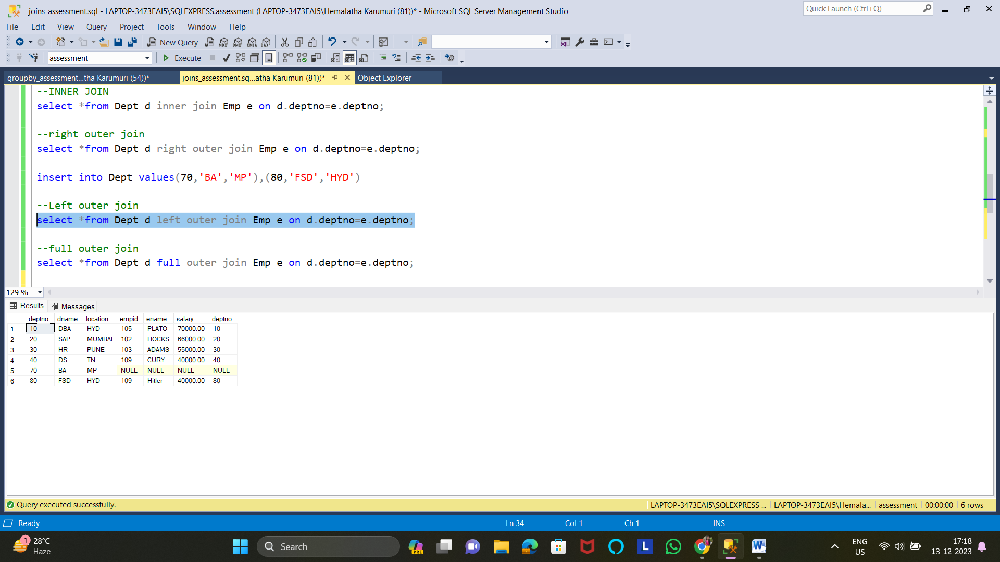 joins_assessment.sql - LAPTOP-3473EAI5\SQLEXPRESS.assessment (LAPTOP-3473EAI5\Hemalatha Karumuri (81))* - Microsoft SQL Server Management Studio
Quick Launch (Ctrl+Q)
File Edit View Query Project Tools Window Help
New Query MDX DMX XMLA DAX
assessment Execute
groupby_assessment...tha Karumuri (54))* joins_assessment.sq...atha Karumuri (81))* Object Explorer
--INNER JOIN
select *from Dept d inner join Emp e on d.deptno=e.deptno;
--right outer join
select *from Dept d right outer join Emp e on d.deptno=e.deptno;
insert into Dept values(70,'BA','MP'),(80,'FSD','HYD')
--Left outer join
select *from Dept d left outer join Emp e on d.deptno=e.deptno;
--full outer join
select *from Dept d full outer join Emp e on d.deptno=e.deptno;
129 %
Results Messages
deptno dname location empid ename salary deptno
1 10 DBA HYD 105 PLATO 70000.00 10
2 20 SAP MUMBAI 102 HOCKS 66000.00 20
3 30 HR PUNE 103 ADAMS 55000.00 30
4 40 DS TN 109 CURY 40000.00 40
5 70 BA MP NULL NULL NULL NULL
6 80 FSD HYD 109 Hitler 40000.00 80
Query executed successfully. LAPTOP-3473EAI5\SQLEXPRESS ... LAPTOP-3473EAI5\Hemala... assessment 00:00:00 6 rows
Ready Ln 34 Col 1 Ch 1 INS
1 28°C
Haze
Search
PRE
L
W
ENG
US
17:18
13-12-2023